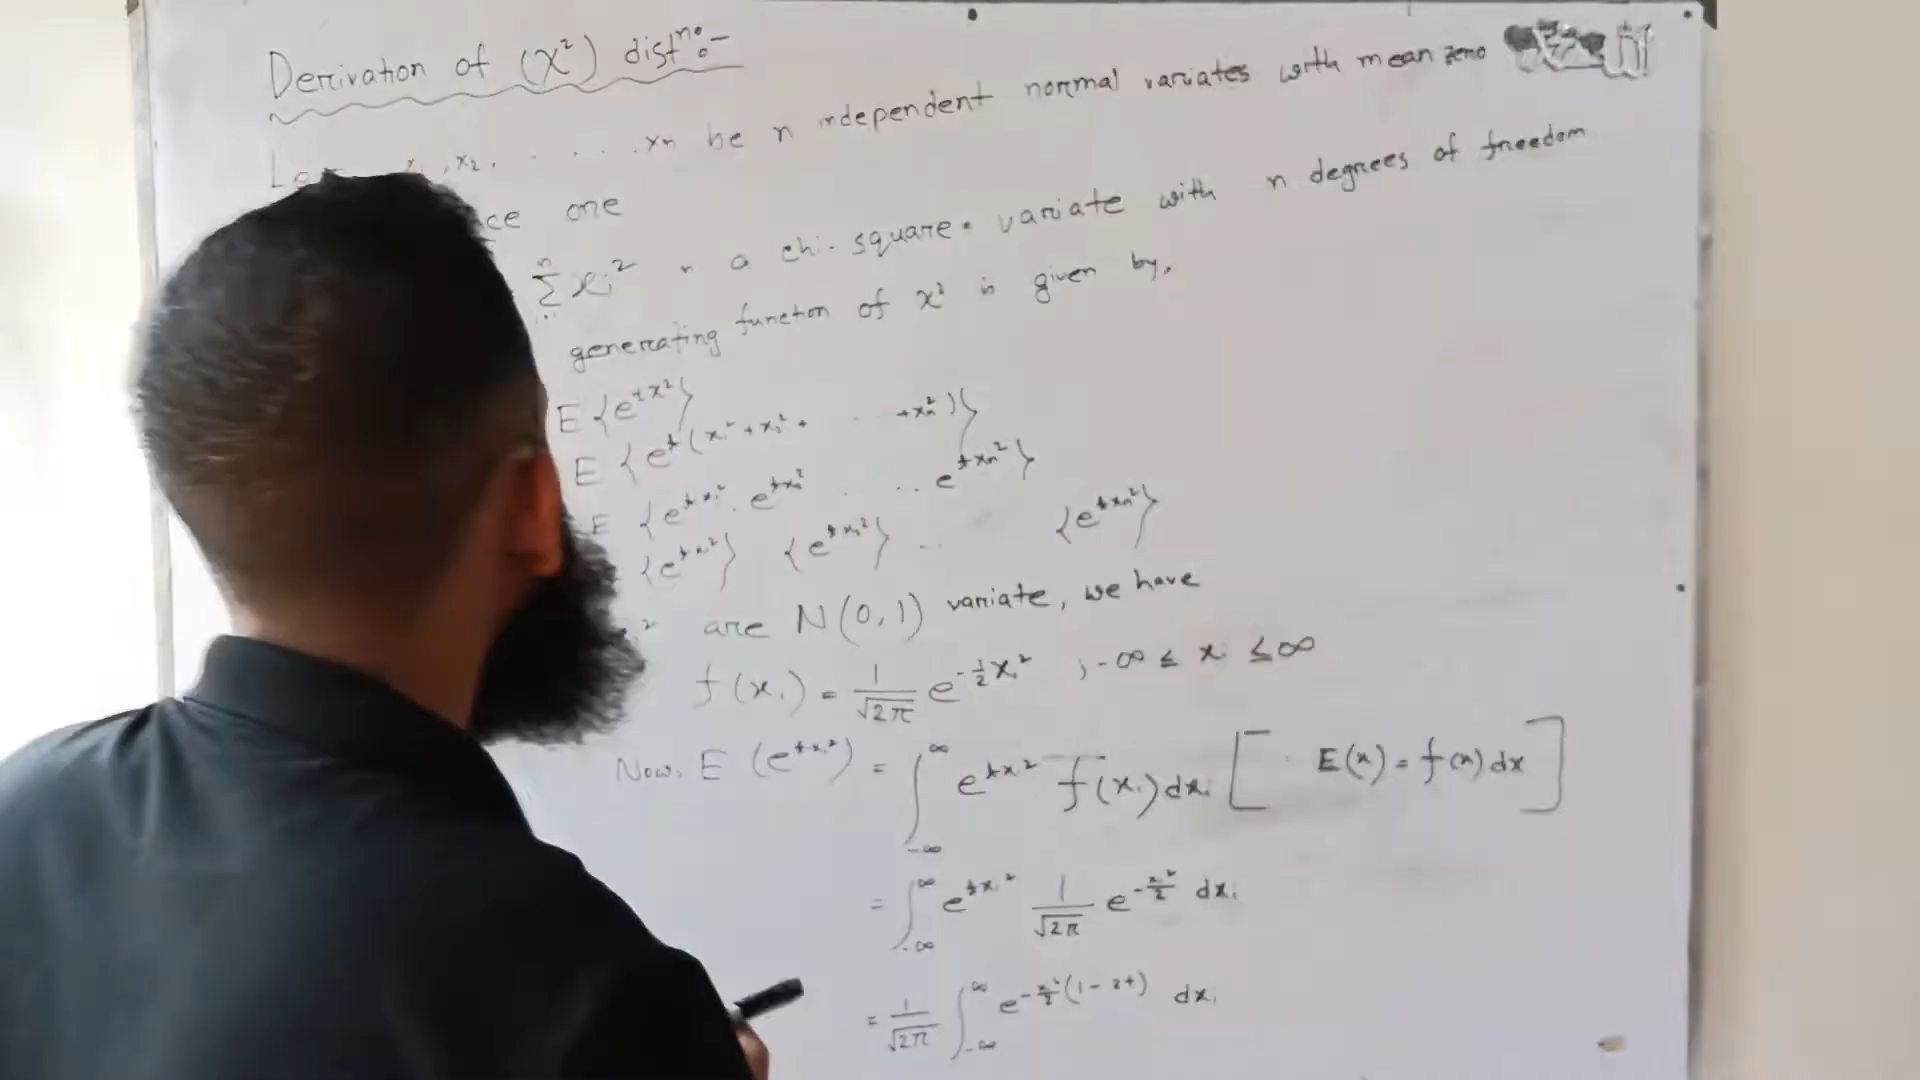 Derivation of (χ²) distⁿ:-
x₁, x₂, . . . . . xn be n independent normal variates with mean zero
one
∑ xi² a chi-square variate with n degrees of freedom
generating function of χ² is given by,
E {e^tχ²}
E {e^t(x₁² + x₂² + . . + xn²)}
E {e^tx₁² . e^tx₂² . . . e^txn²}
{e^tx₁²} {e^tx₂²} .. {e^txn²}
are N(0,1) variate, we have
f(xi) = 1/√2π e^-½xi² ; -∞ ≤ xi ≤ ∞
Now, E (e^txi²) = ∫_-∞^∞ e^txi² f(xi) dxi [ E(x) = f(x) dx ]
= ∫_-∞^∞ e^txi² 1/√2π e^-xi²/2 dxi
= 1/√2π ∫_-∞^∞ e^-xi²/2 (1-2t) dxi